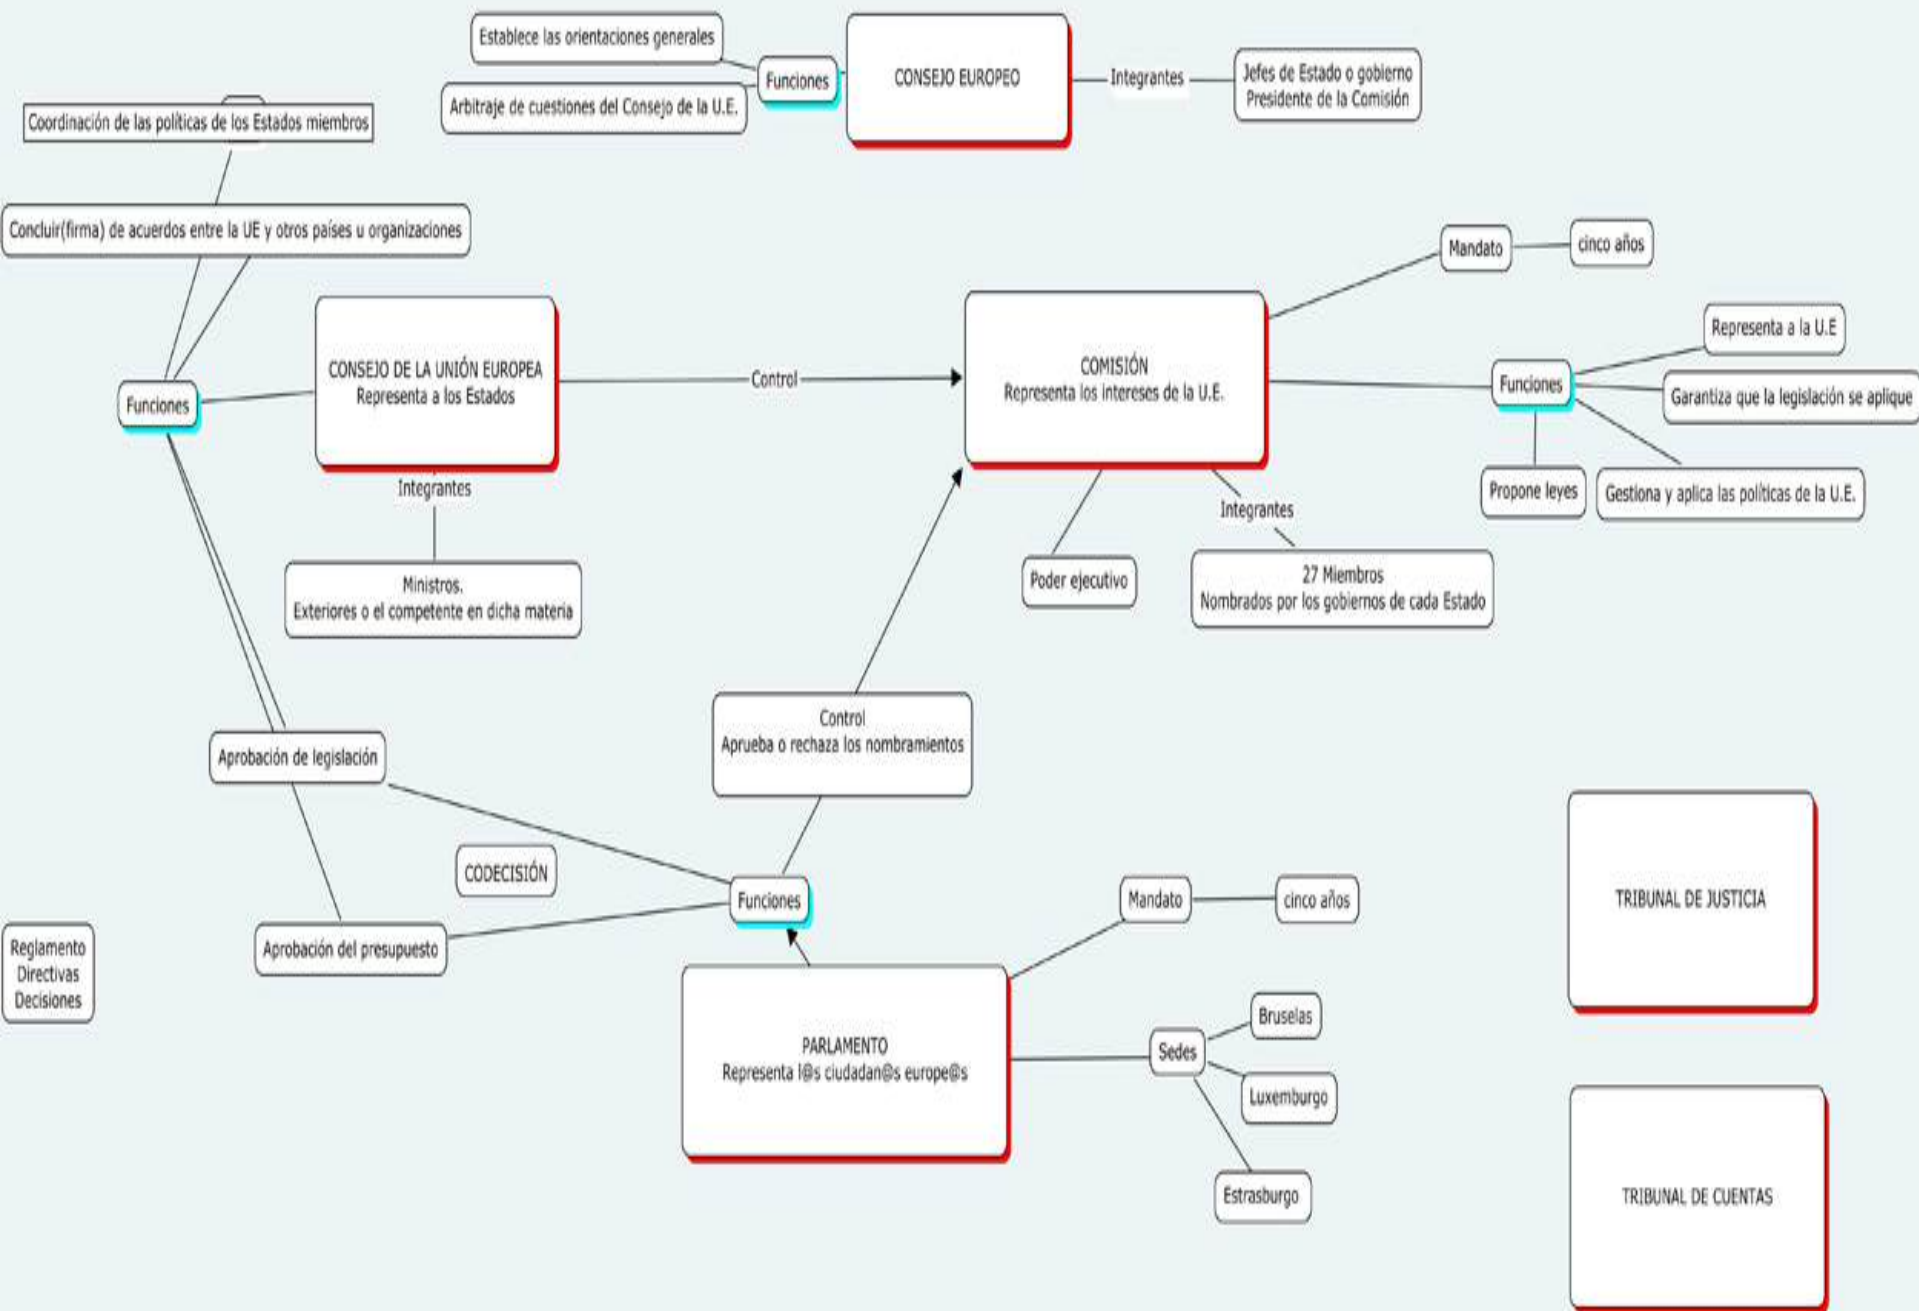 Establece las orientaciones generales
Funciones
Arbitraje de cuestiones del Consejo de la U.E.
CONSEJO EUROPEO
Integrantes
Jefes de Estado o gobierno
Presidente de la Comisión
Coordinación de las políticas de los Estados miembros
Concluir(firma) de acuerdos entre la UE y otros países u organizaciones
Funciones
CONSEJO DE LA UNIÓN EUROPEA
Representa a los Estados
Control
Integrantes
Ministros.
Exteriores o el competente en dicha materia
COMISIÓN
Representa los intereses de la U.E.
Mandato
cinco años
Funciones
Representa a la U.E
Garantiza que la legislación se aplique
Propone leyes
Gestiona y aplica las políticas de la U.E.
Poder ejecutivo
Integrantes
27 Miembros
Nombrados por los gobiernos de cada Estado
Control
Aprueba o rechaza los nombramientos
Aprobación de legislación
CODECISIÓN
Funciones
Aprobación del presupuesto
Reglamento
Directivas
Decisiones
PARLAMENTO
Representa l@s ciudadan@s europe@s
Mandato
cinco años
Sedes
Bruselas
Luxemburgo
Estrasburgo
TRIBUNAL DE JUSTICIA
TRIBUNAL DE CUENTAS